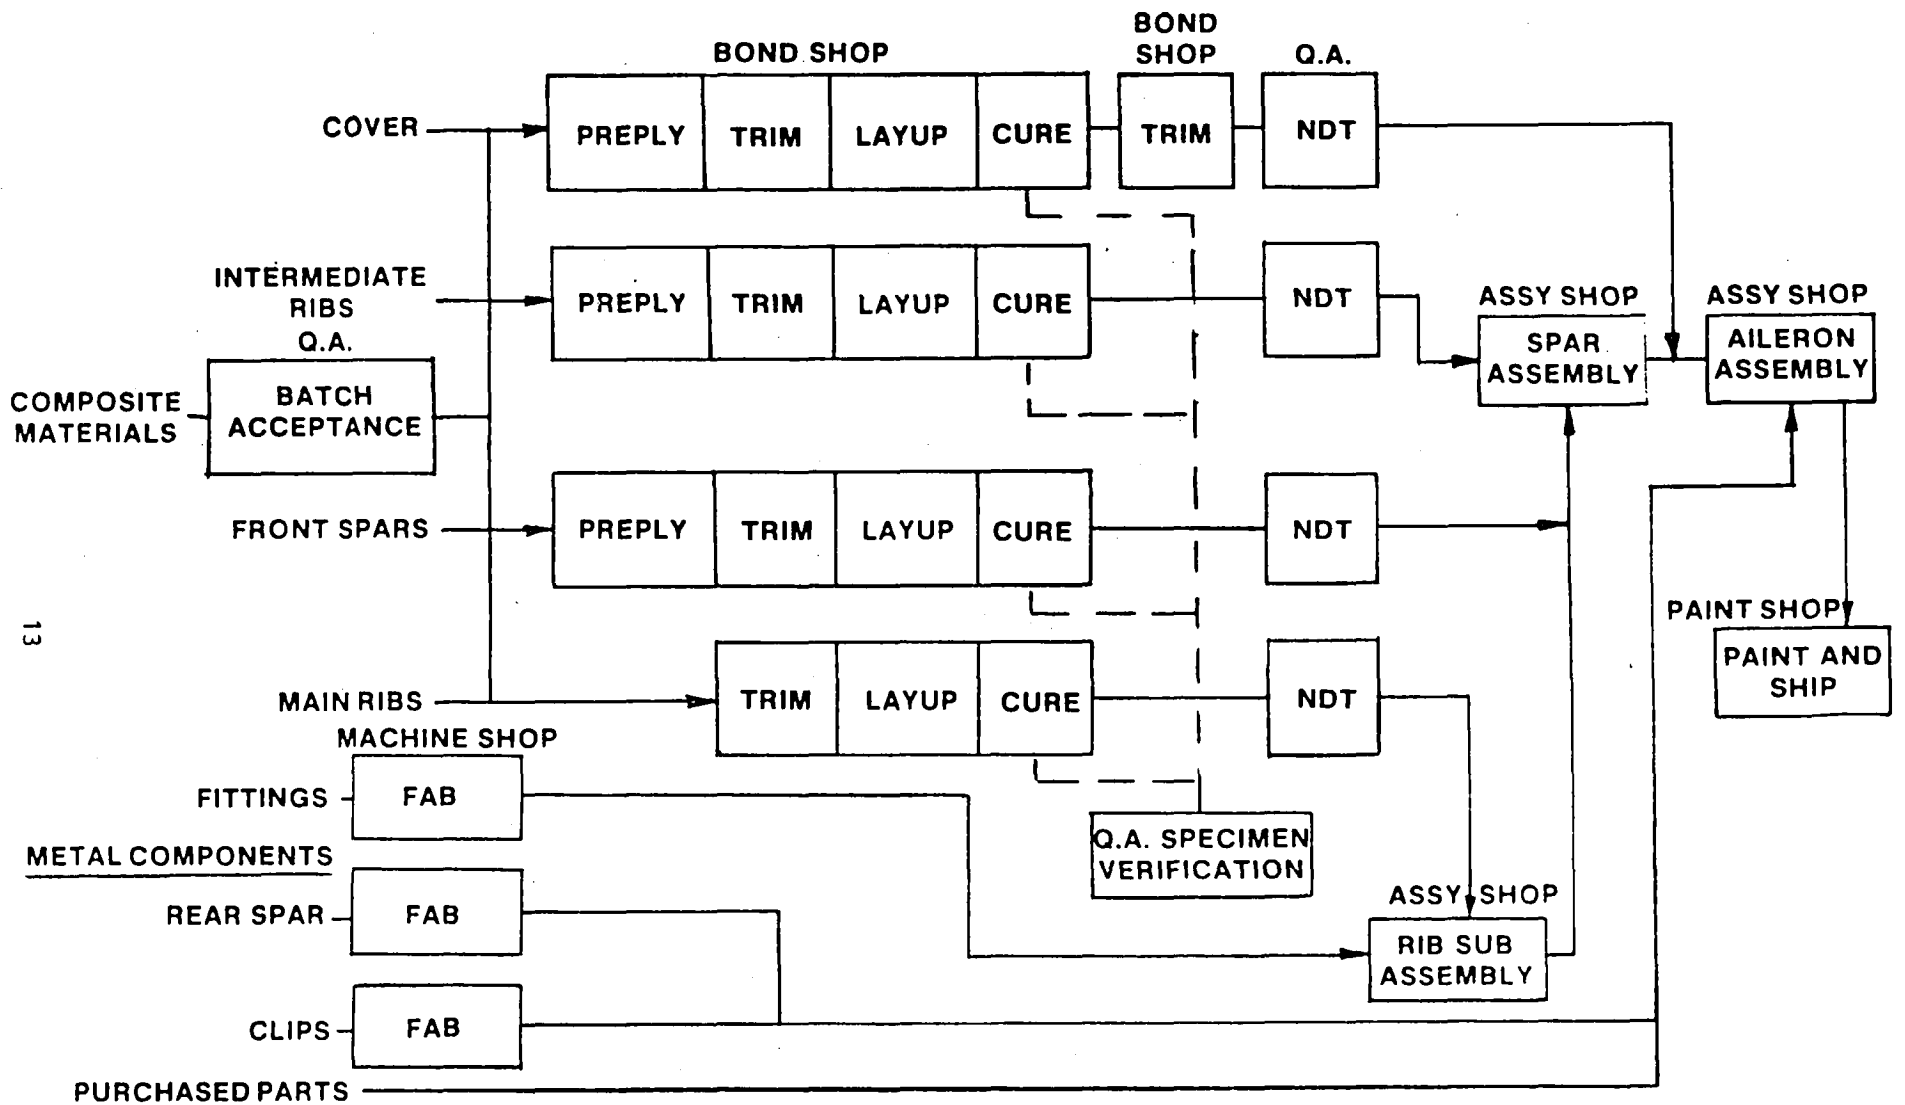 BOND SHOP
BOND
SHOP
Q.A.
COVER
PREPLY TRIM LAYUP CURE TRIM NDT
INTERMEDIATE
RIBS
Q.A.
PREPLY TRIM LAYUP CURE NDT
ASSY SHOP
SPAR
ASSEMBLY
ASSY SHOP
AILERON
ASSEMBLY
COMPOSITE
MATERIALS
BATCH
ACCEPTANCE
FRONT SPARS
PREPLY TRIM LAYUP CURE NDT
PAINT SHOP
PAINT AND
SHIP
13
MAIN RIBS
TRIM LAYUP CURE NDT
MACHINE SHOP
FITTINGS
FAB
Q.A. SPECIMEN
VERIFICATION
METAL COMPONENTS
REAR SPAR
FAB
ASSY SHOP
RIB SUB
ASSEMBLY
CLIPS
FAB
PURCHASED PARTS